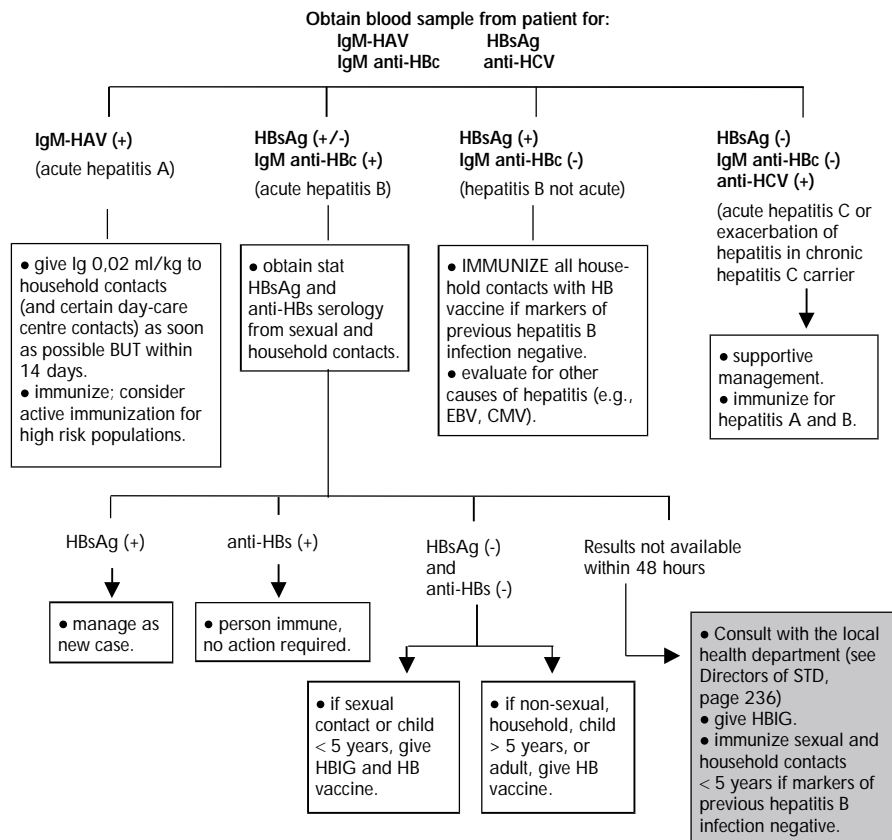 Obtain blood sample from patient for:
IgM-HAV HBsAg
IgM anti-HBc anti-HCV
IgM-HAV (+)
(acute hepatitis A)
● give Ig 0,02 ml/kg to
household contacts
(and certain day-care
centre contacts) as soon
as possible BUT within
14 days.
● immunize; consider
active immunization for
high risk populations.
HBsAg (+/-)
IgM anti-HBc (+)
(acute hepatitis B)
● obtain stat
HBsAg and
anti-HBs serology
from sexual and
household contacts.
HBsAg (+)
IgM anti-HBc (-)
(hepatitis B not acute)
● IMMUNIZE all house-
hold contacts with HB
vaccine if markers of
previous hepatitis B
infection negative.
● evaluate for other
causes of hepatitis (e.g.,
EBV, CMV).
HBsAg (-)
IgM anti-HBc (-)
anti-HCV (+)
(acute hepatitis C or
exacerbation of
hepatitis in chronic
hepatitis C carrier
● supportive
management.
● immunize for
hepatitis A and B.
HBsAg (+)
● manage as
new case.
anti-HBs (+)
● person immune,
no action required.
HBsAg (-)
and
anti-HBs (-)
● if sexual
contact or child
< 5 years, give
HBIG and HB
vaccine.
● if non-sexual,
household, child
> 5 years, or
adult, give HB
vaccine.
Results not available
within 48 hours
● Consult with the local
health department (see
Directors of STD,
page 236)
● give HBIG.
● immunize sexual and
household contacts
< 5 years if markers of
previous hepatitis B
infection negative.